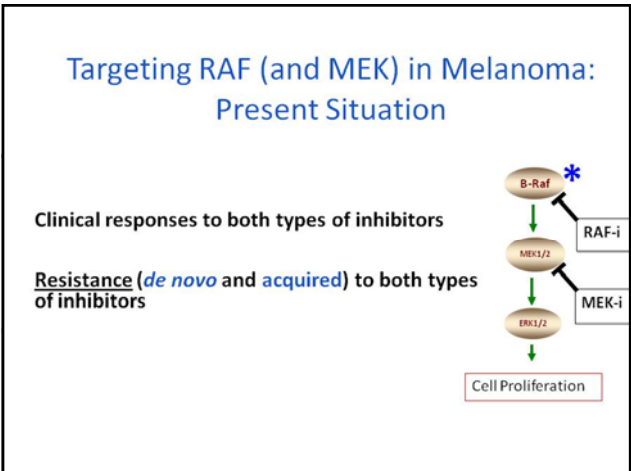 Targeting RAF (and MEK) in Melanoma:
Present Situation
Clinical responses to both types of inhibitors
Resistance (de novo and acquired) to both types
of inhibitors
B-Raf *
RAF-i
MEK1/2
MEK-i
ERK1/2
Cell Proliferation